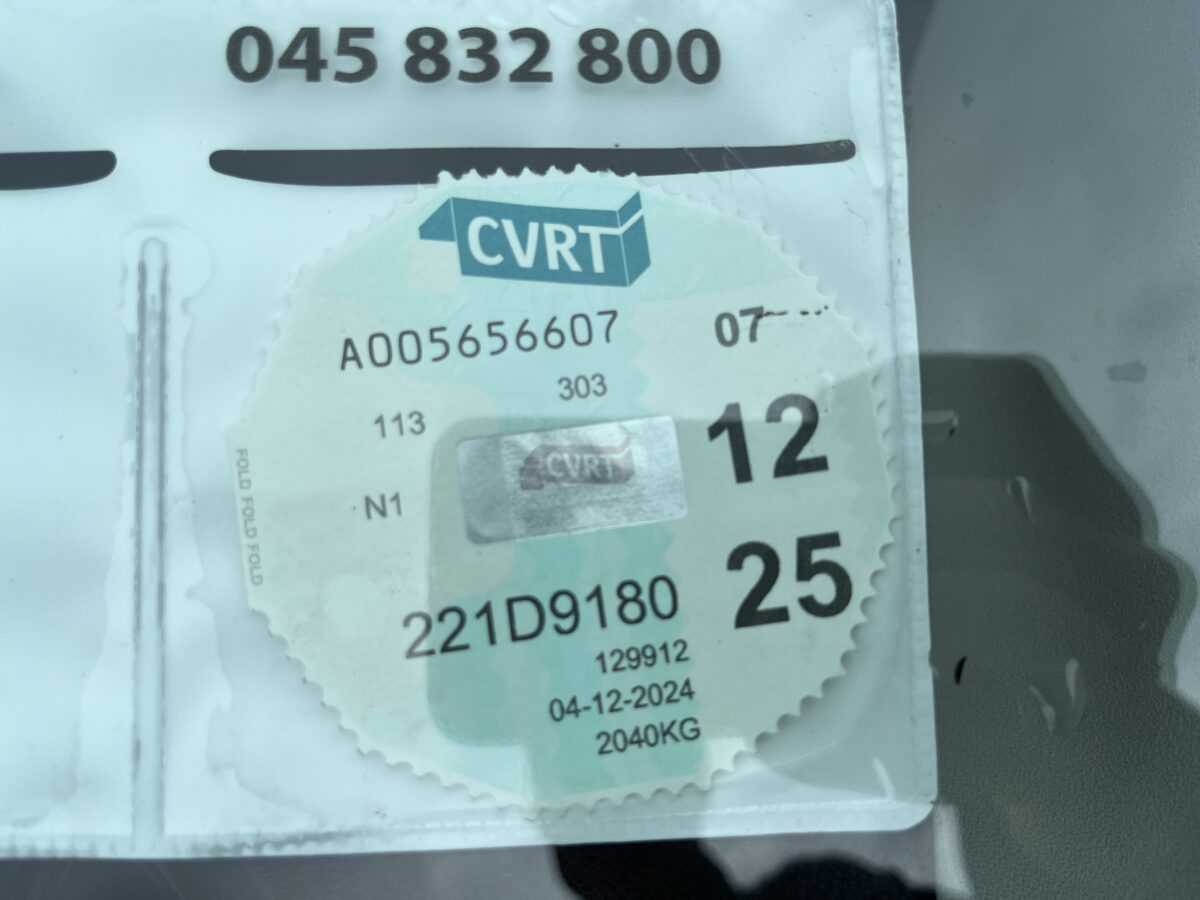 045 832 800
CVRT
A005656607
07
303
113
12
CVRT
N1
25
FOLD FOLD FOLD
221D9180
129912
04-12-2024
2040KG